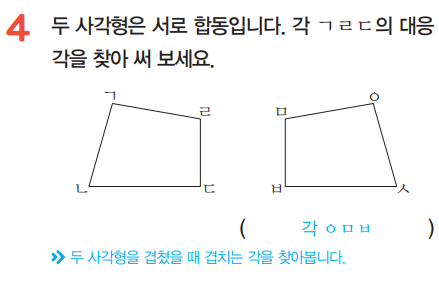 4 두 사각형은 서로 합동입니다. 각 ㄱㄹㄷ의 대응
각을 찾아 써 보세요.
ㄱ ㄹ ㅁ ㅇ
ㄴ ㄷ ㅂ ㅅ
( 각 ㅇㅁㅂ )
두 사각형을 겹쳤을 때 겹치는 각을 찾아봅니다.